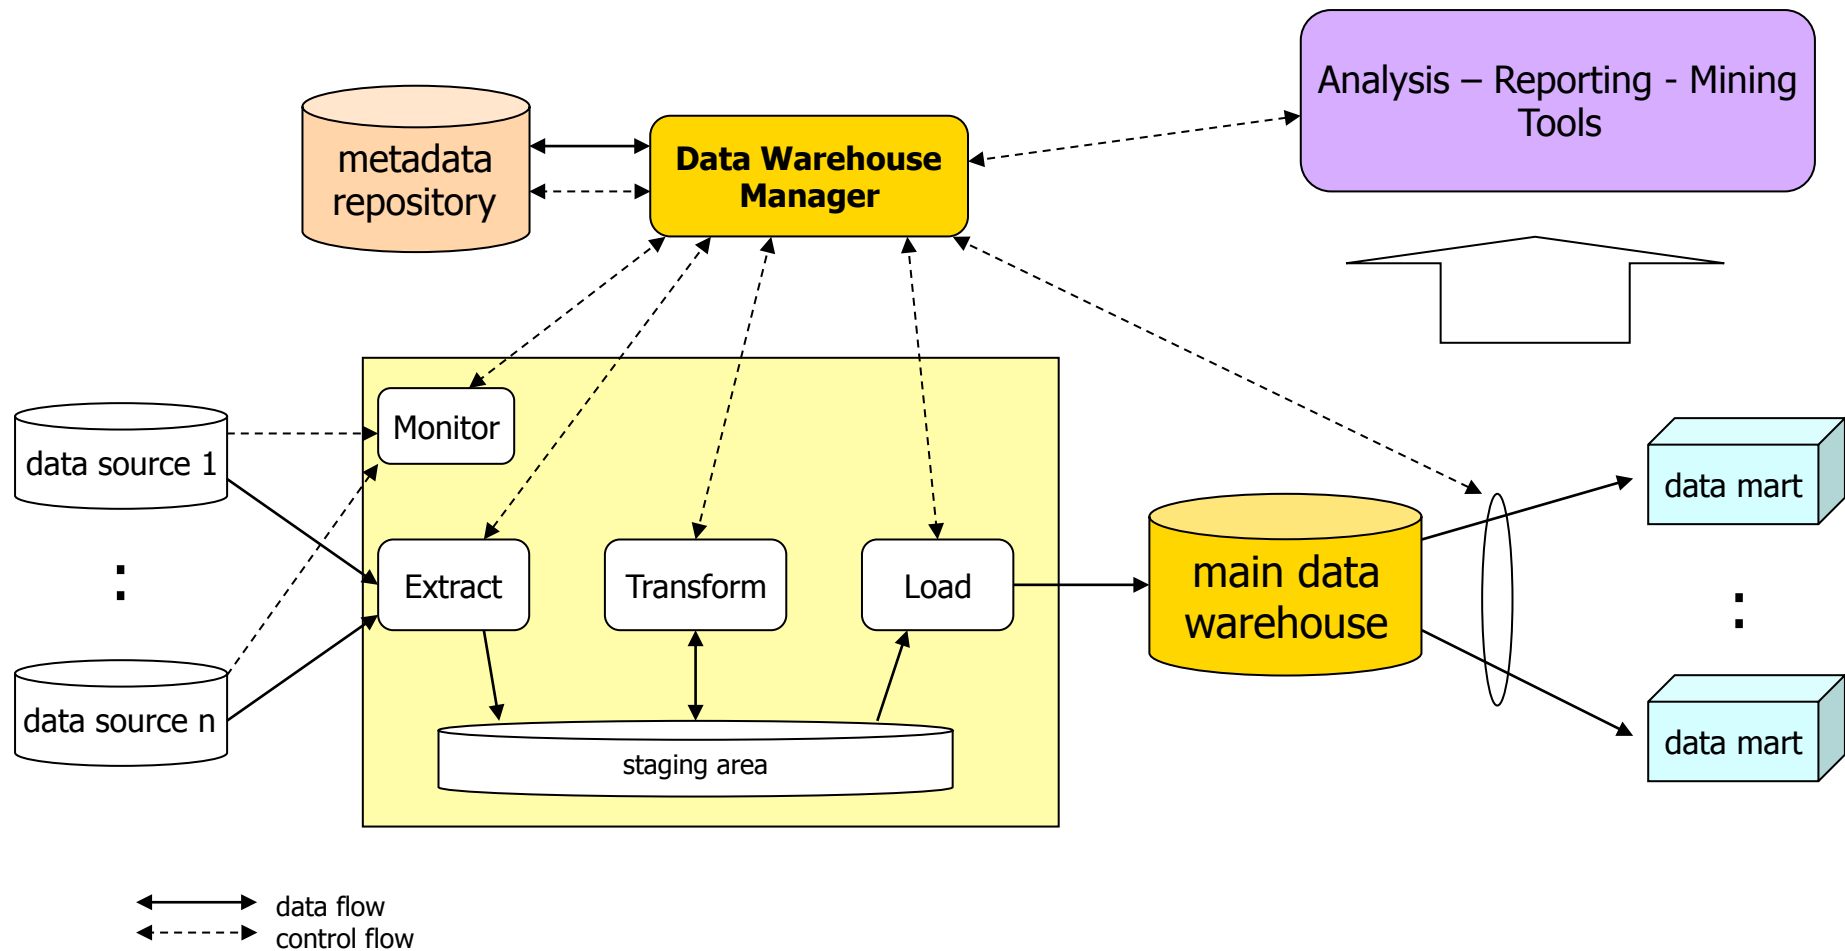 Analysis – Reporting - Mining
Tools
metadata
repository
Data Warehouse
Manager
Monitor
data source 1
data mart
:
Extract
Transform
Load
main data
warehouse
:
data source n
staging area
data mart
data flow
control flow